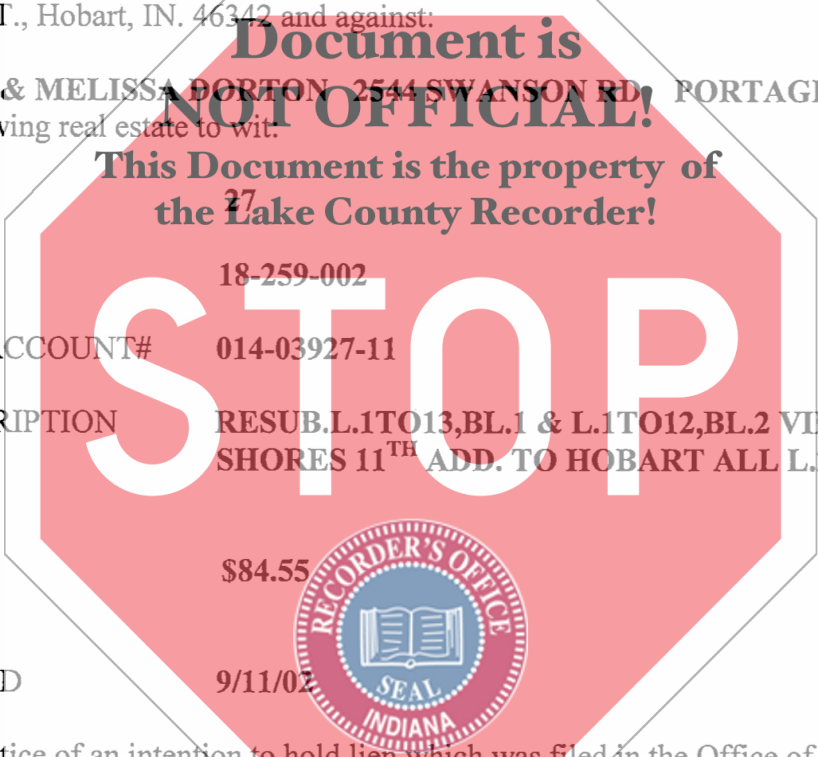 T., Hobart, IN. 46342 and against:
Document is
& MELISSA DORTON 2544 SWANSON RD. PORTAGE
NOT OFFICIAL!
wing real estate to wit:
This Document is the property of
27
the Lake County Recorder!
18-259-002
STOP
ACCOUNT# 014-03927-11
RIPTION RESUB.L.1TO13,BL.1 & L.1TO12,BL.2 VI
SHORES 11TH ADD. TO HOBART ALL L.
$84.55
RECORDER'S OFFICE
SEAL
INDIANA
D 9/11/02
tice of an intention to hold lien which was filed in the Office of